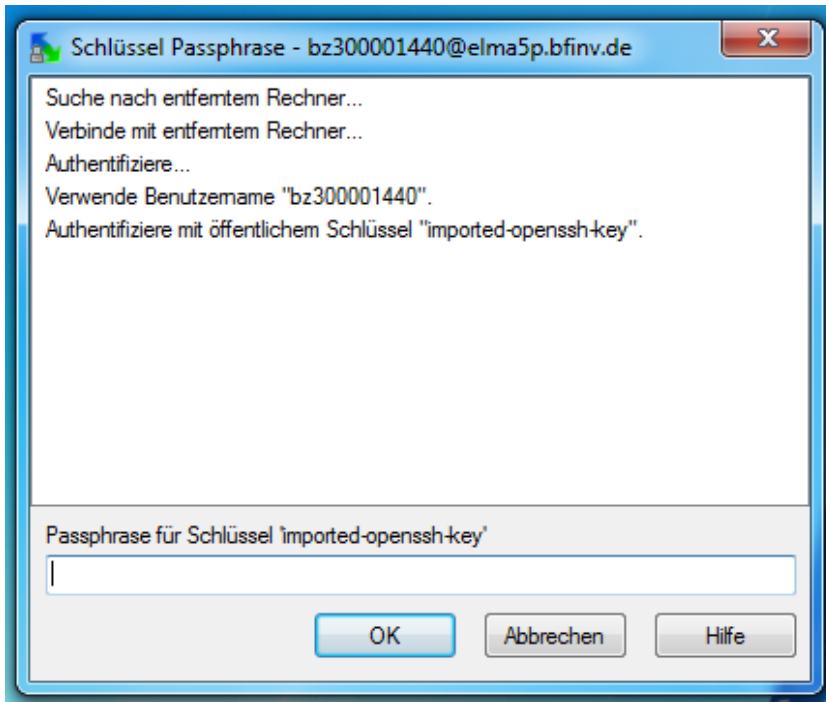 Schlüssel Passphrase - bz300001440@elma5p.bfinv.de
Suche nach entferntem Rechner...
Verbinde mit entferntem Rechner...
Authentifiziere...
Verwende Benutzername "bz300001440".
Authentifiziere mit öffentlichem Schlüssel "imported-openssh-key".
Passphrase für Schlüssel 'imported-openssh-key'
OK
Abbrechen
Hilfe